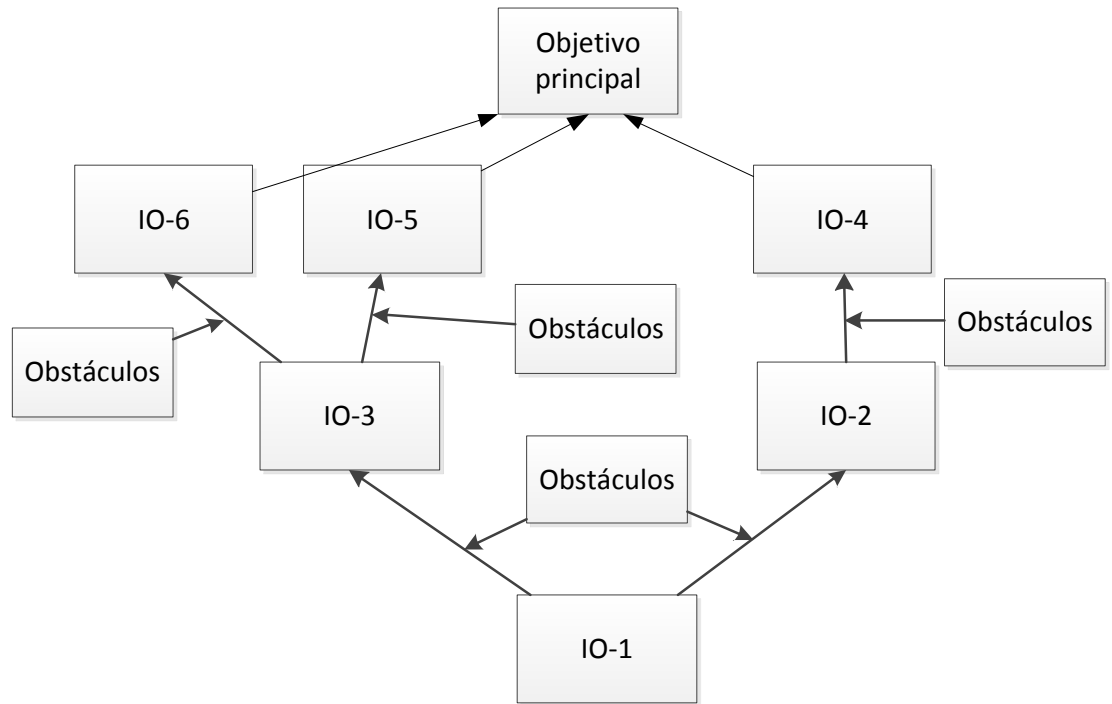 Objetivo
principal
IO-6
IO-5
IO-4
Obstáculos
Obstáculos
Obstáculos
IO-3
IO-2
Obstáculos
IO-1